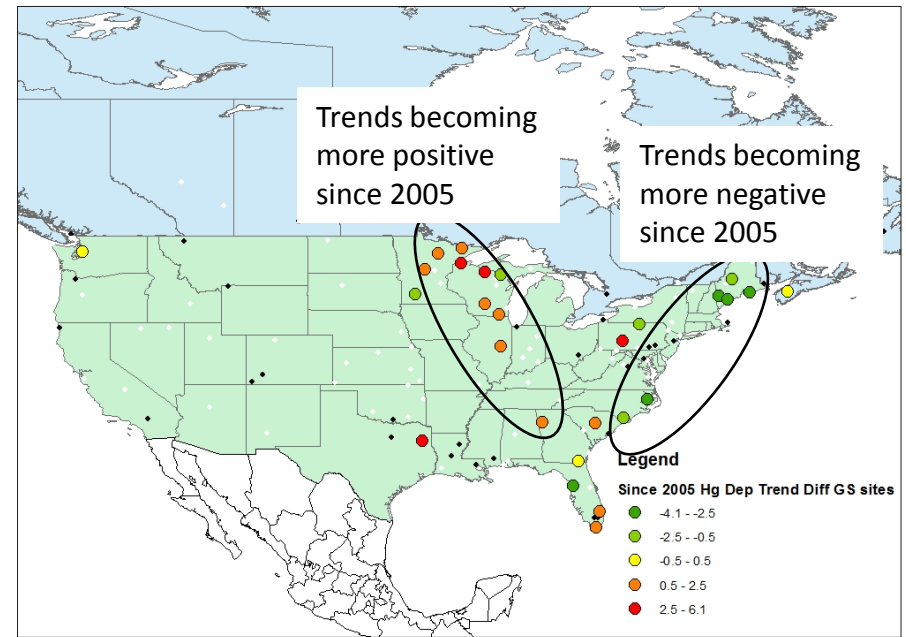 Trends becoming
more positive
since 2005
Trends becoming
more negative
since 2005
Legend
Since 2005 Hg Dep Trend Diff GS sites
-4.1 - -2.5
-2.5 - -0.5
-0.5 - 0.5
0.5 - 2.5
2.5 - 6.1